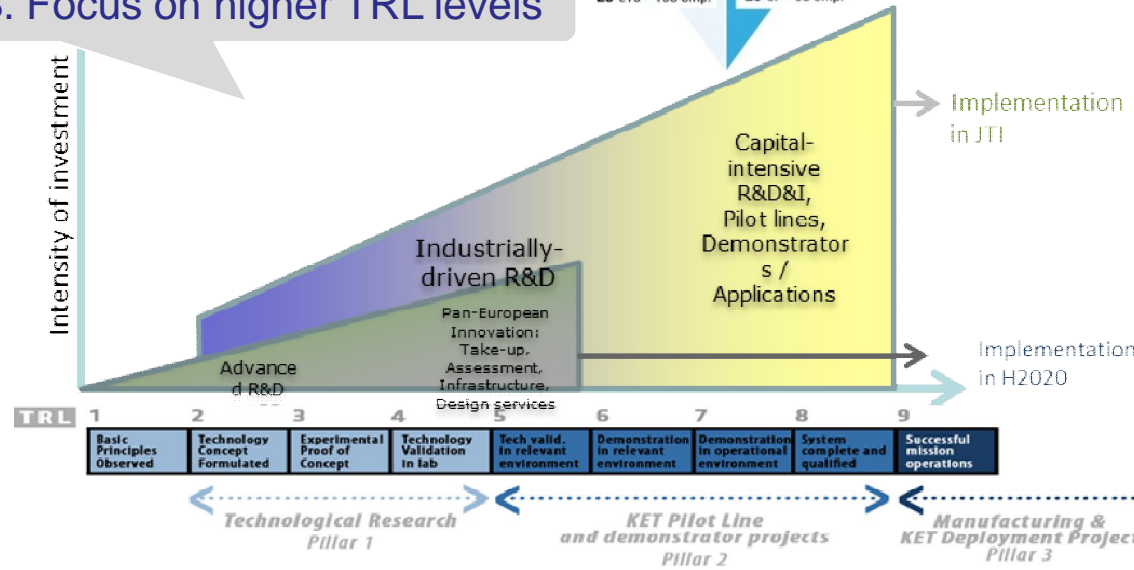 . Focus on higher TRL levels
Intensity of investment
Implementation
in JTI
Capital-
intensive
R&D&I,
Pilot lines,
Demonstrator
s /
Applications
Industrially-
driven R&D
Pan-European
Innovation:
Take-up,
Assessment,
Infrastructure,
Design services
Advance
d R&D
Implementation
in H2020
TRL 1 2 3 4 5 6 7 8 9
Basic
Principles
Observed
Technology
Concept
Formulated
Experimental
Proof of
Concept
Technology
Validation
In lab
Tech valid.
in relevant
environment
Demonstration
in relevant
environment
Demonstration
in operational
environment
System
complete and
qualified
Successful
mission
operations
Technological Research
Pillar 1
KET Pilot Line
and demonstrator projects
Pillar 2
Manufacturing &
KET Deployment Project
Pillar 3